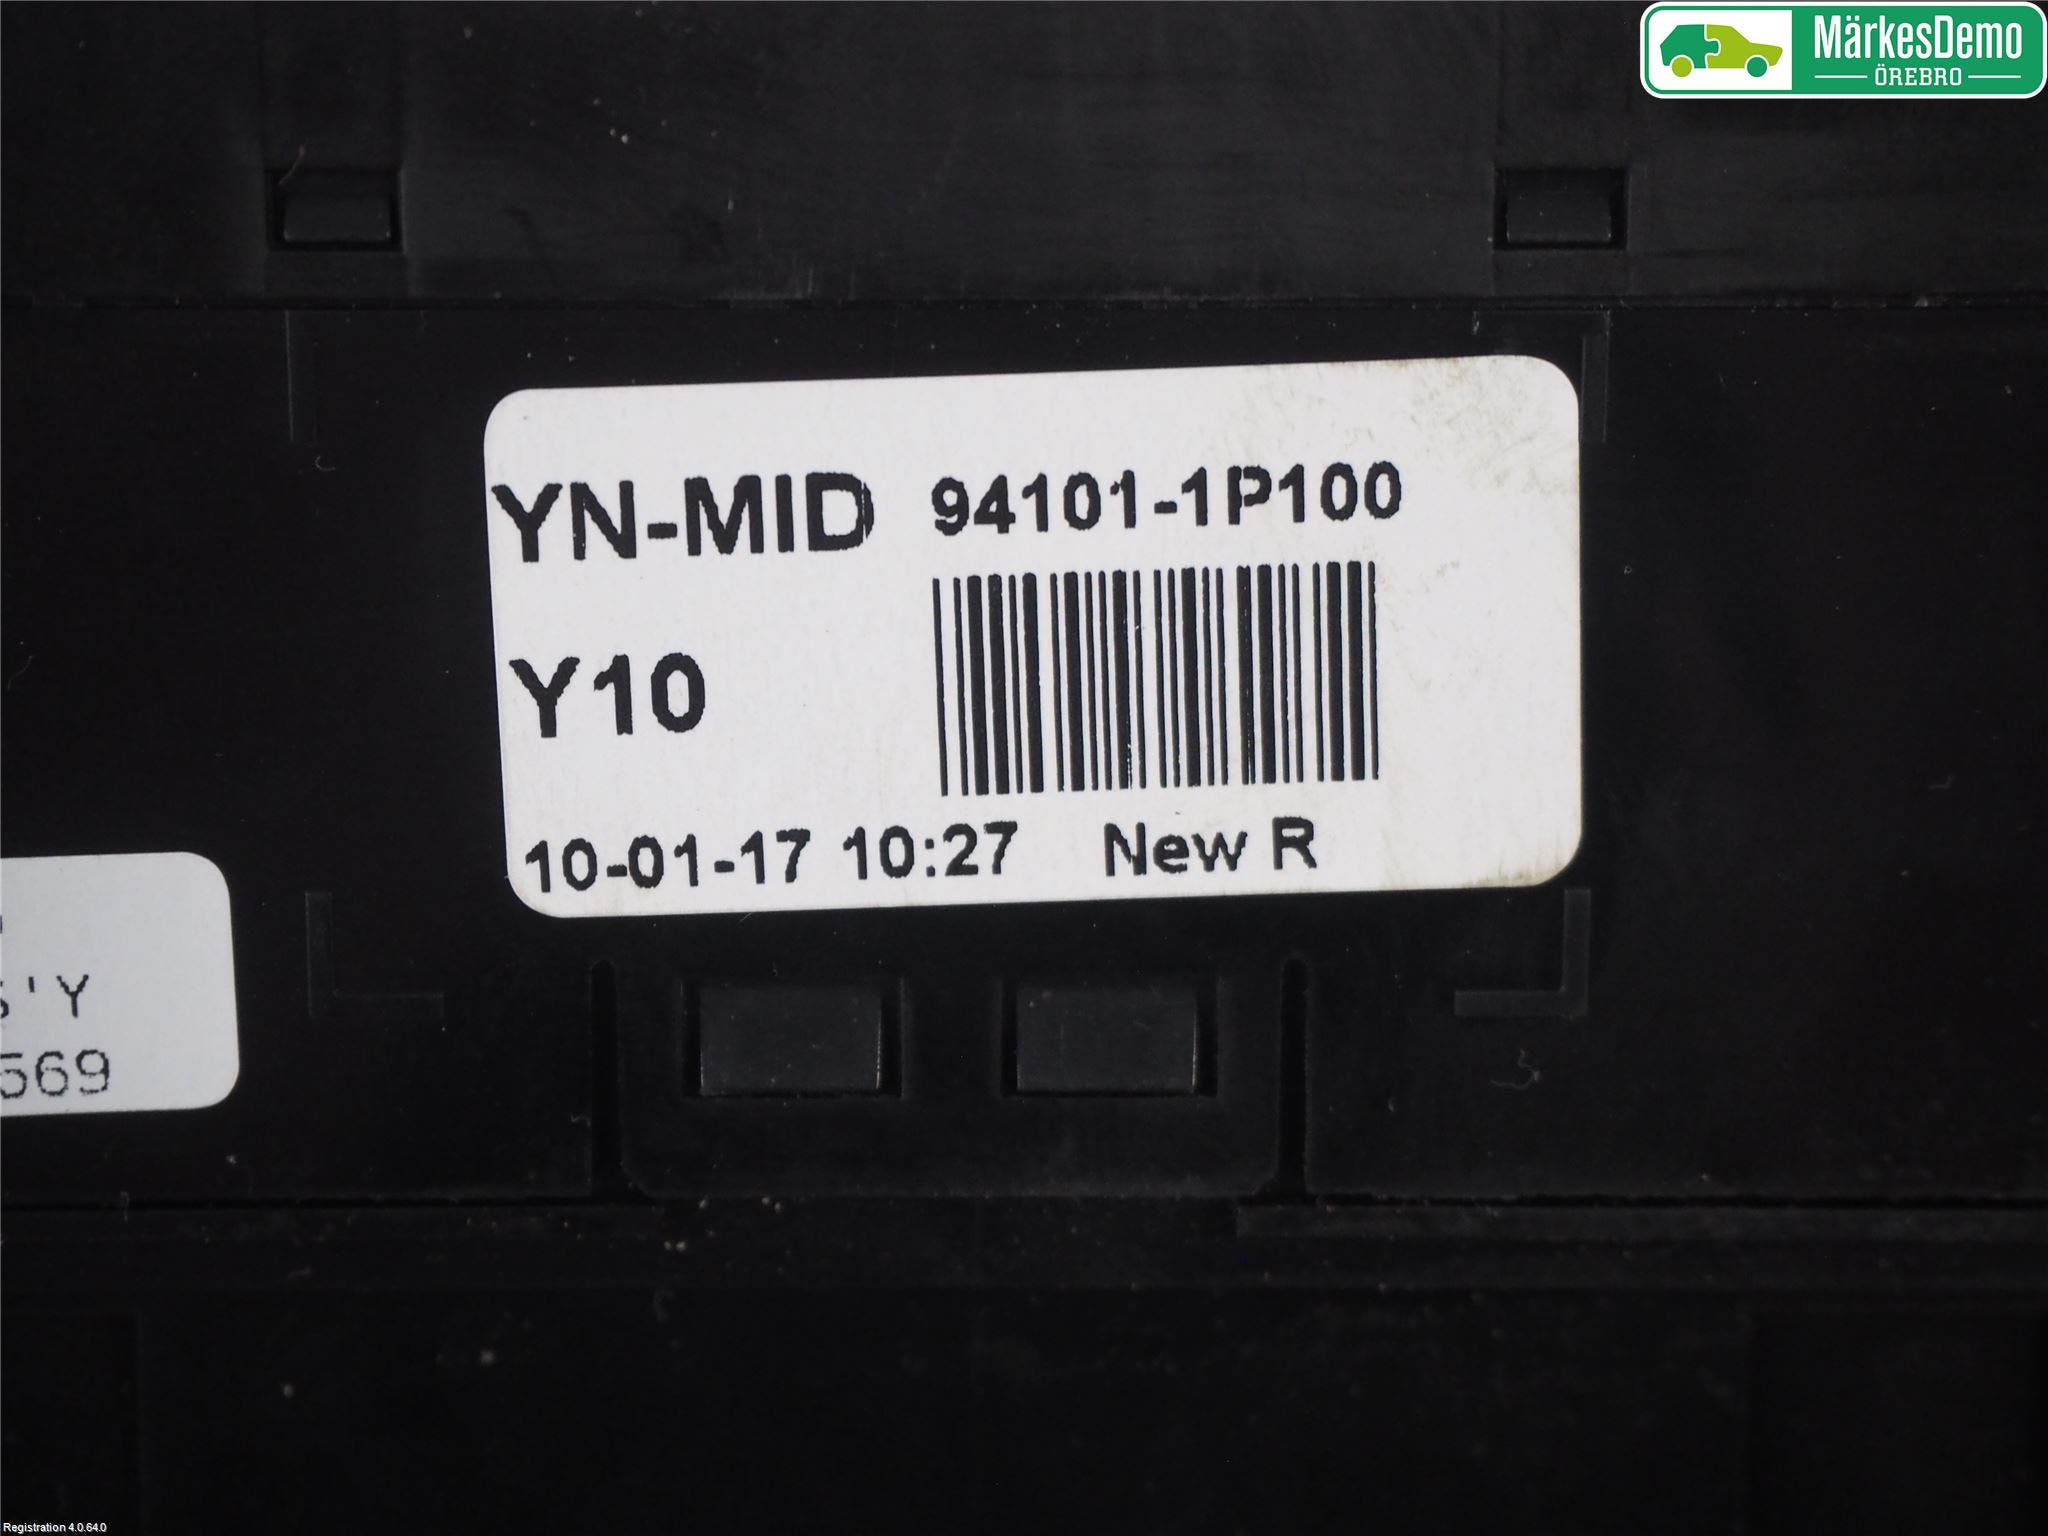 MärkesDemo
ÖREBRO
YN-MID 94101-1P100
Y10
10-01-17 10:27 New R
'Y
569
Registration 4.0.64.0